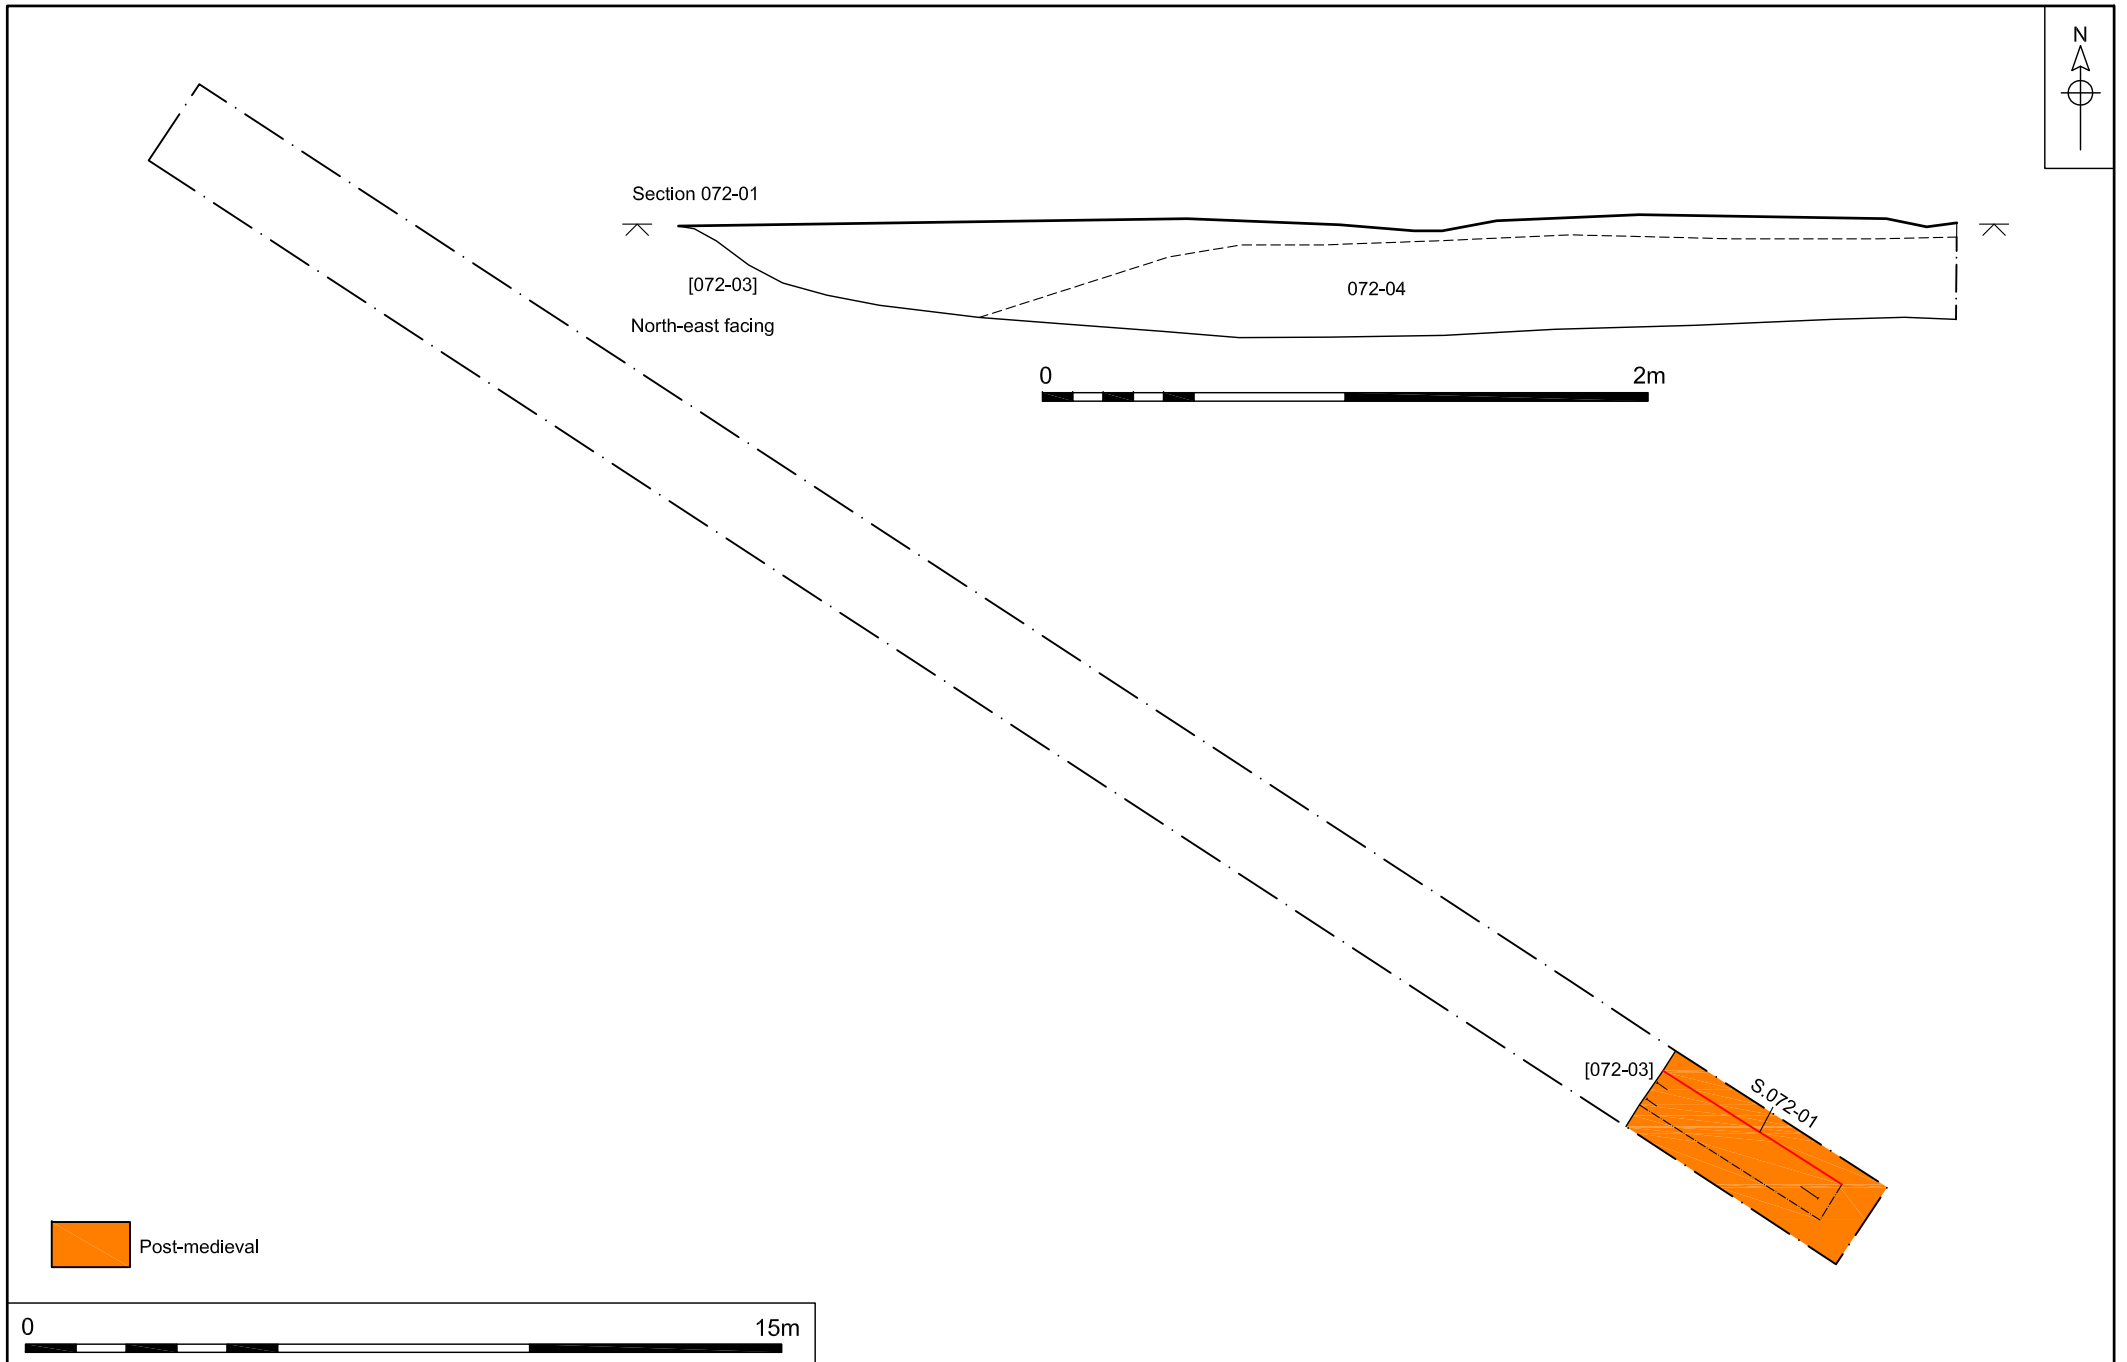 N
Section 072-01
[072-03]
072-04
North-east facing
0 2m
[072-03]
S.072-01
Post-medieval
0 15m